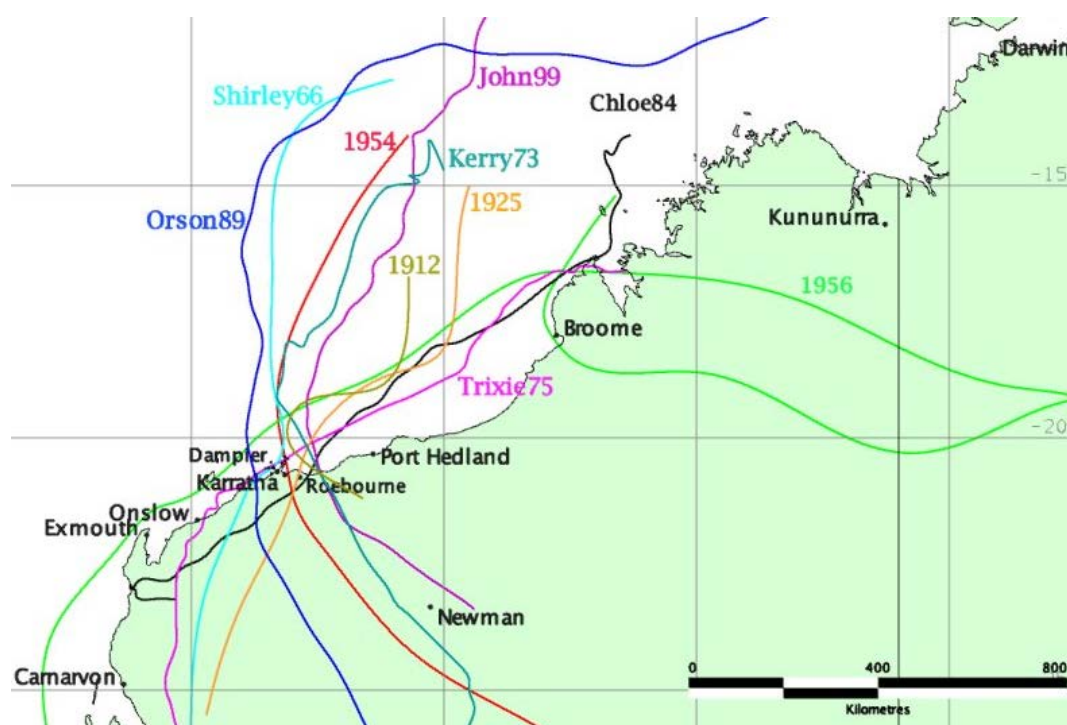 Darwin
John99
Shirley66
Chloe84
1954
Kerry73
-15
1925
Orson89
Kununurra
1912
1956
Broome
Trixie75
-20
Dampier
Port Hedland
Karratha
Roebourne
Onslow
Exmouth
Newman
Carnarvon
0 400 800
Kilometres